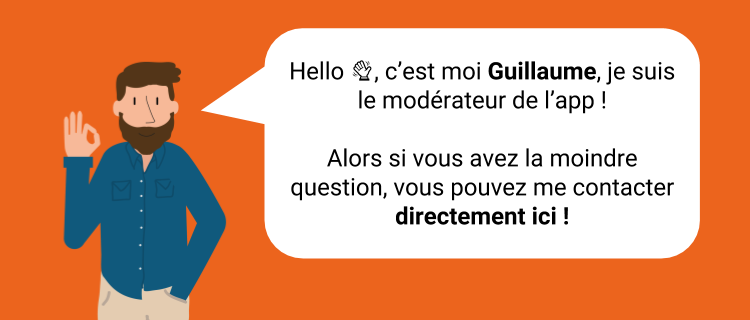 Hello 👋, c’est moi Guillaume, je suis
le modérateur de l’app !
Alors si vous avez la moindre
question, vous pouvez me contacter
directement ici !